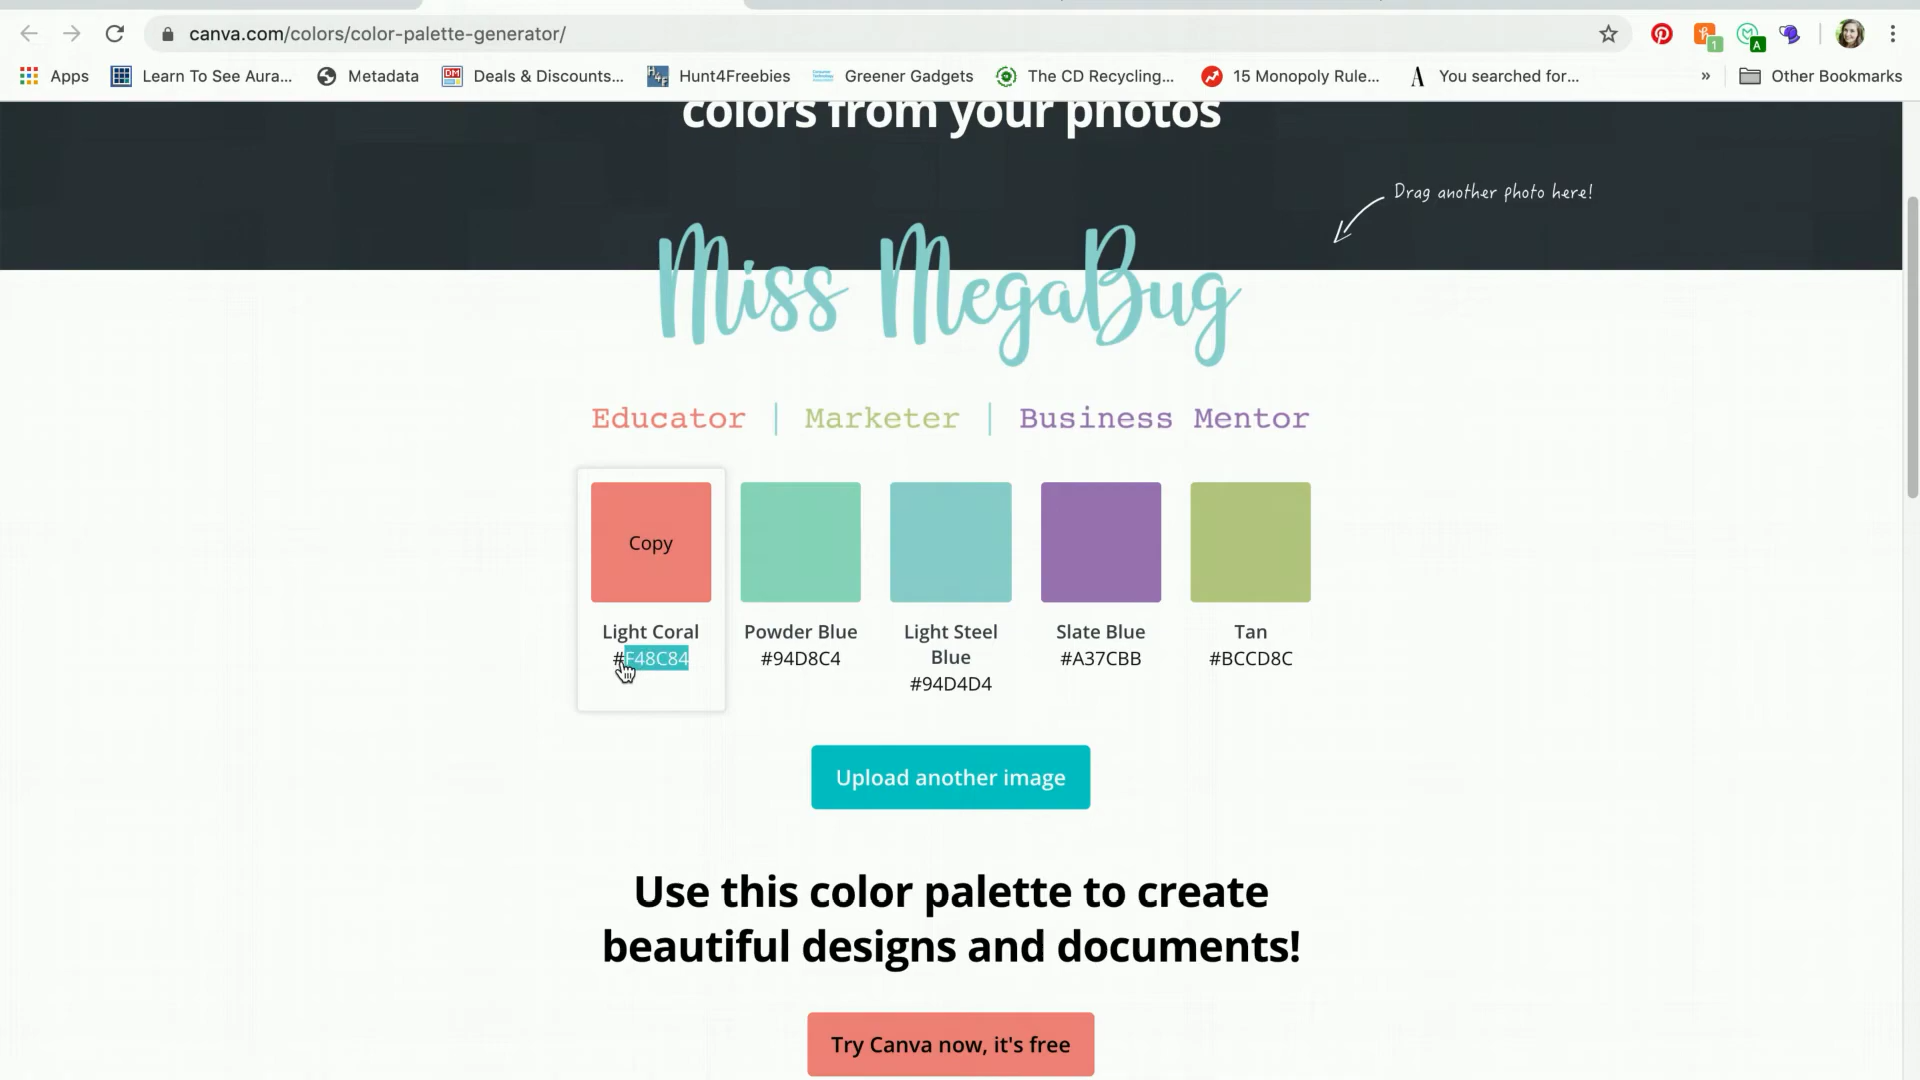 canva.com/colors/color-palette-generator/
1
A
Apps
Learn To See Aura...
Metadata
DM
Deals & Discounts...
H4F
Hunt4Freebies
Greener Gadgets
The CD Recycling...
15 Monopoly Rule...
You searched for...
»
Other Bookmarks
colors from your photos
Drag another photo here!
Miss MegaBug
Educator | Marketer | Business Mentor
Copy
Light Coral
#F48C84
Powder Blue
#94D8C4
Light Steel
Blue
#94D4D4
Slate Blue
#A37CBB
Tan
#BCCD8C
Upload another image
Use this color palette to create
beautiful designs and documents!
Try Canva now, it's free